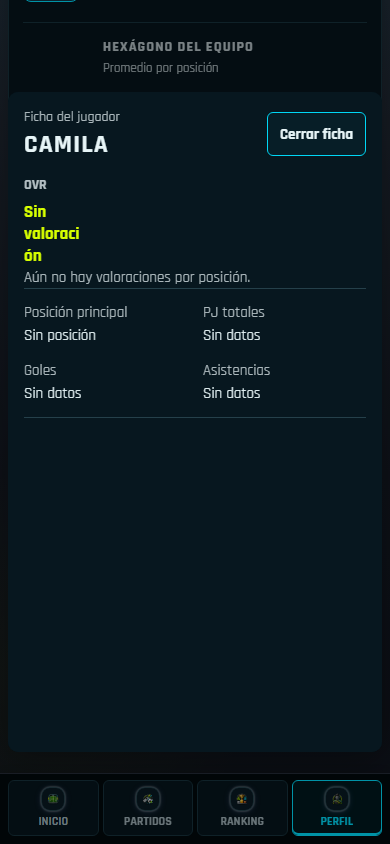 HEXÁGONO DEL EQUIPO
Promedio por posición
Ficha del jugador
CAMILA
Cerrar ficha
OVR
Sin
valoraci
ón
Aún no hay valoraciones por posición.
Posición principal
PJ totales
Sin posición
Sin datos
Goles
Asistencias
Sin datos
Sin datos
INICIO
PARTIDOS
RANKING
PERFIL